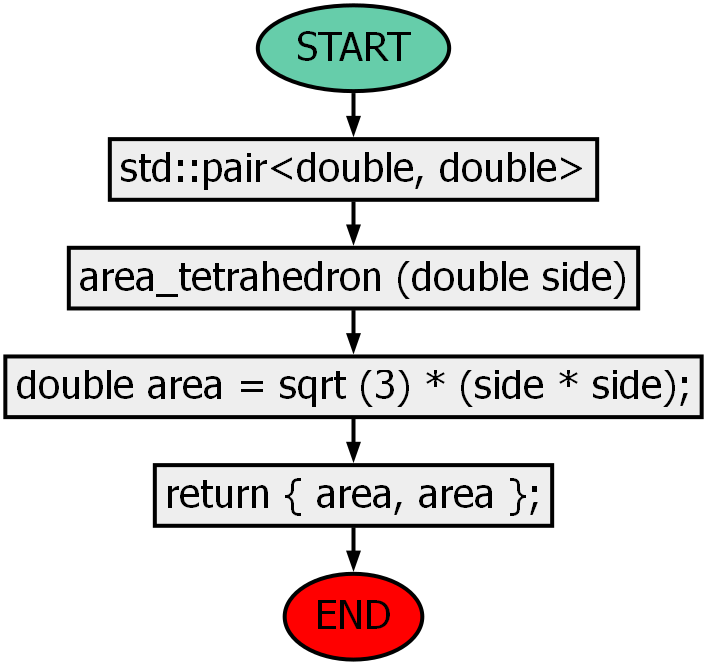 START
std::pair<double, double>
area_tetrahedron (double side)
double area = sqrt (3) * (side * side);
return { area, area };
END